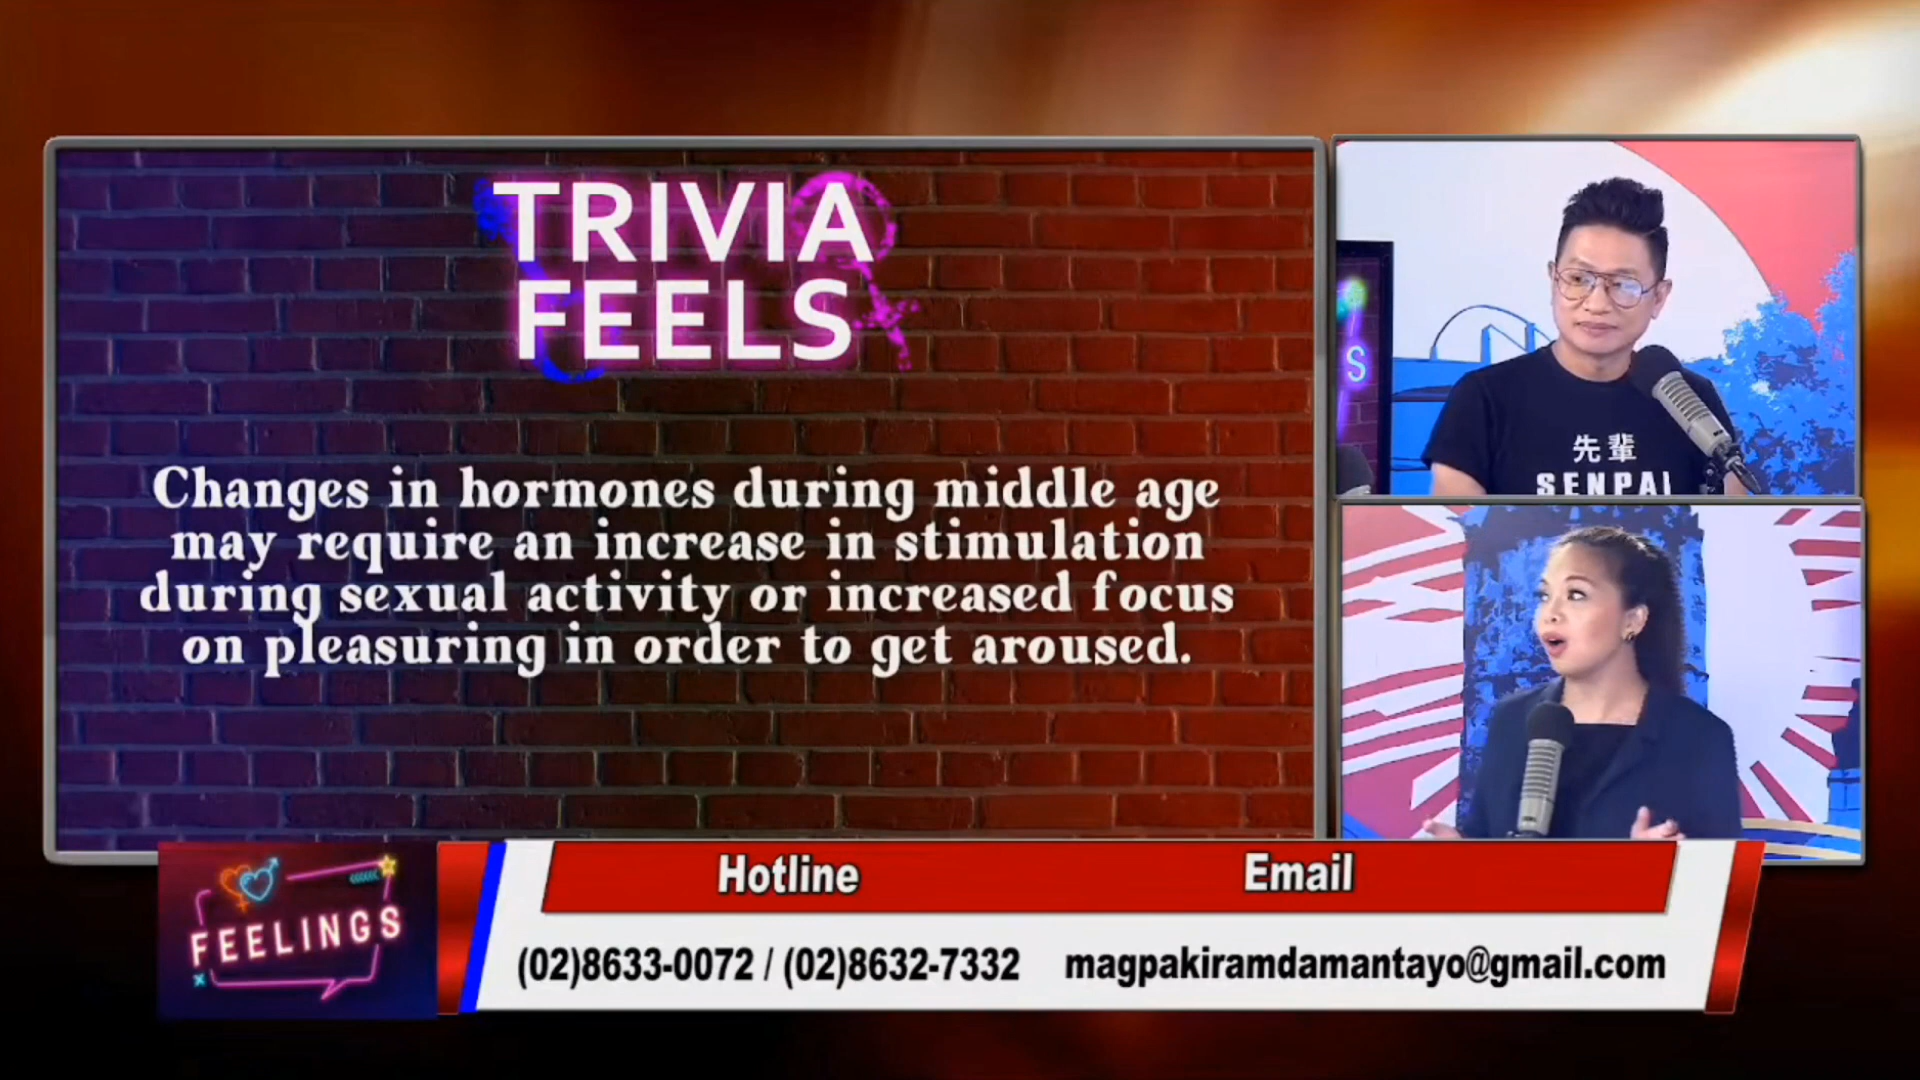 TRIVIA
FEELS
Changes in hormones during middle age
may require an increase in stimulation
during sexual activity or increased focus
on pleasuring in order to get aroused.
S
先輩
SENPAI
FEELINGS
Hotline
Email
(02)8633-0072 / (02)8632-7332
magpakiramdamantayo@gmail.com